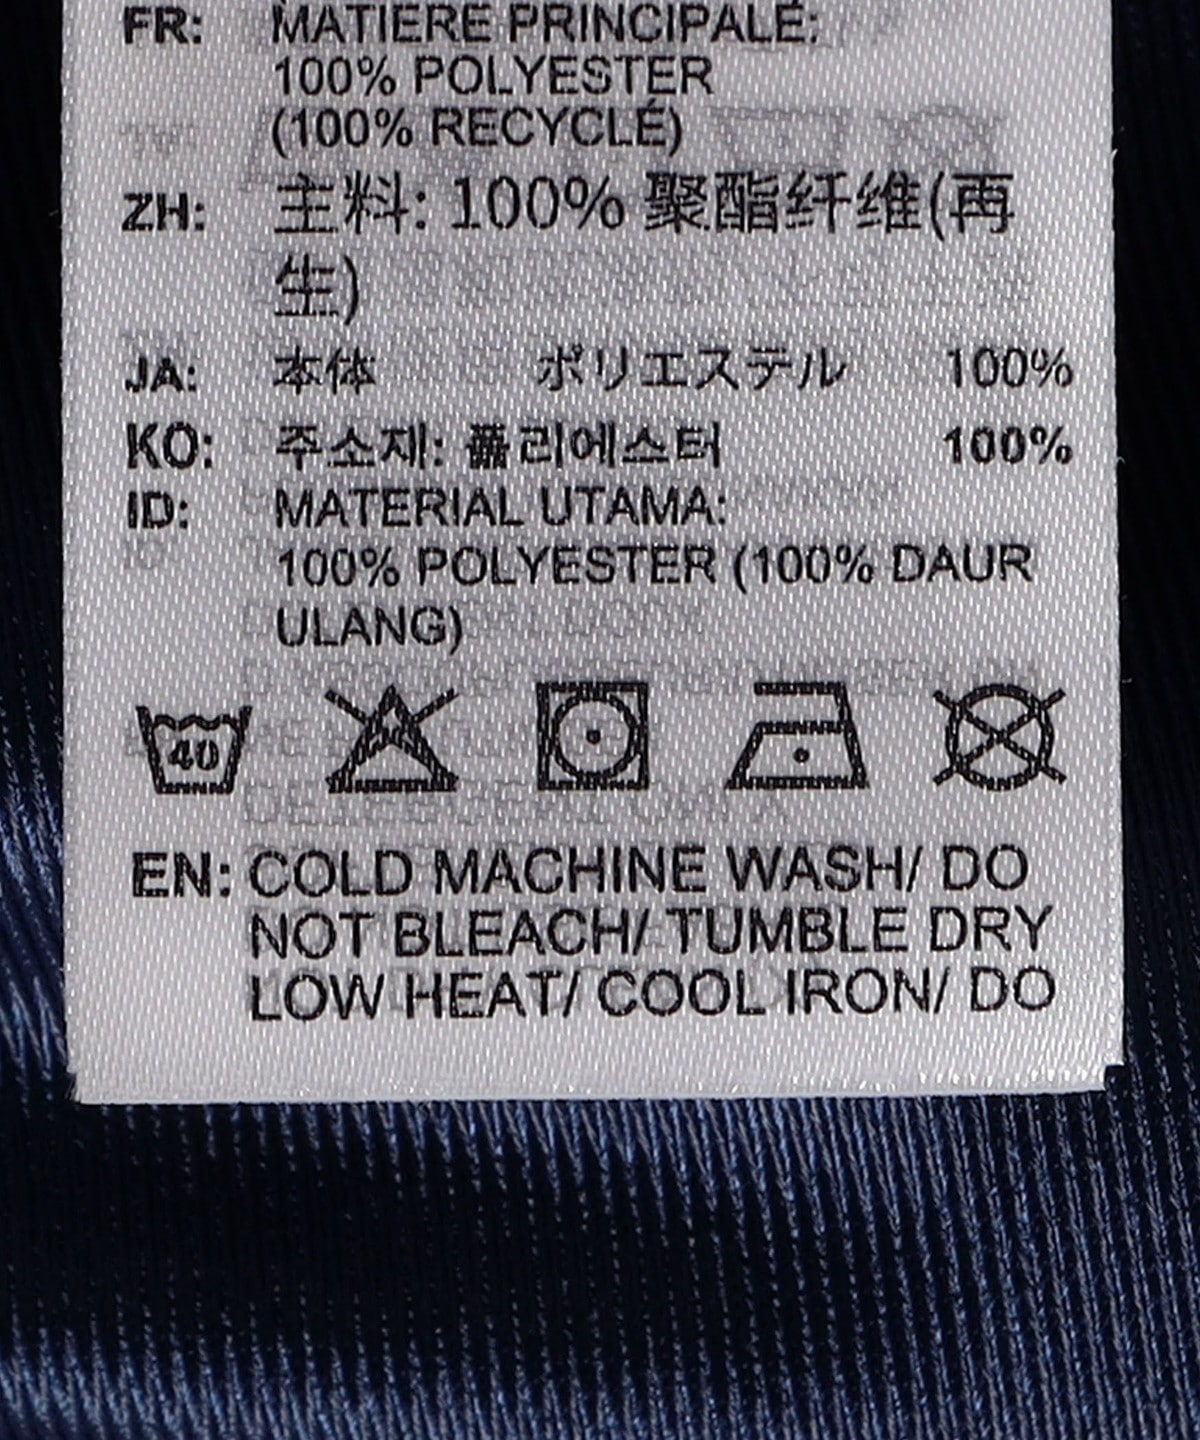 FR: MATIÈRE PRINCIPALE:
100% POLYESTER
(100% RECYCLÉ)
ZH: 主料: 100% 聚酯纤维(再
生)
JA: 本体 ポリエステル 100%
KO: 주소재: 폴리에스터 100%
ID: MATERIAL UTAMA:
100% POLYESTER (100% DAUR
ULANG)
40
EN: COLD MACHINE WASH/ DO
NOT BLEACH/ TUMBLE DRY
LOW HEAT/ COOL IRON/ DO